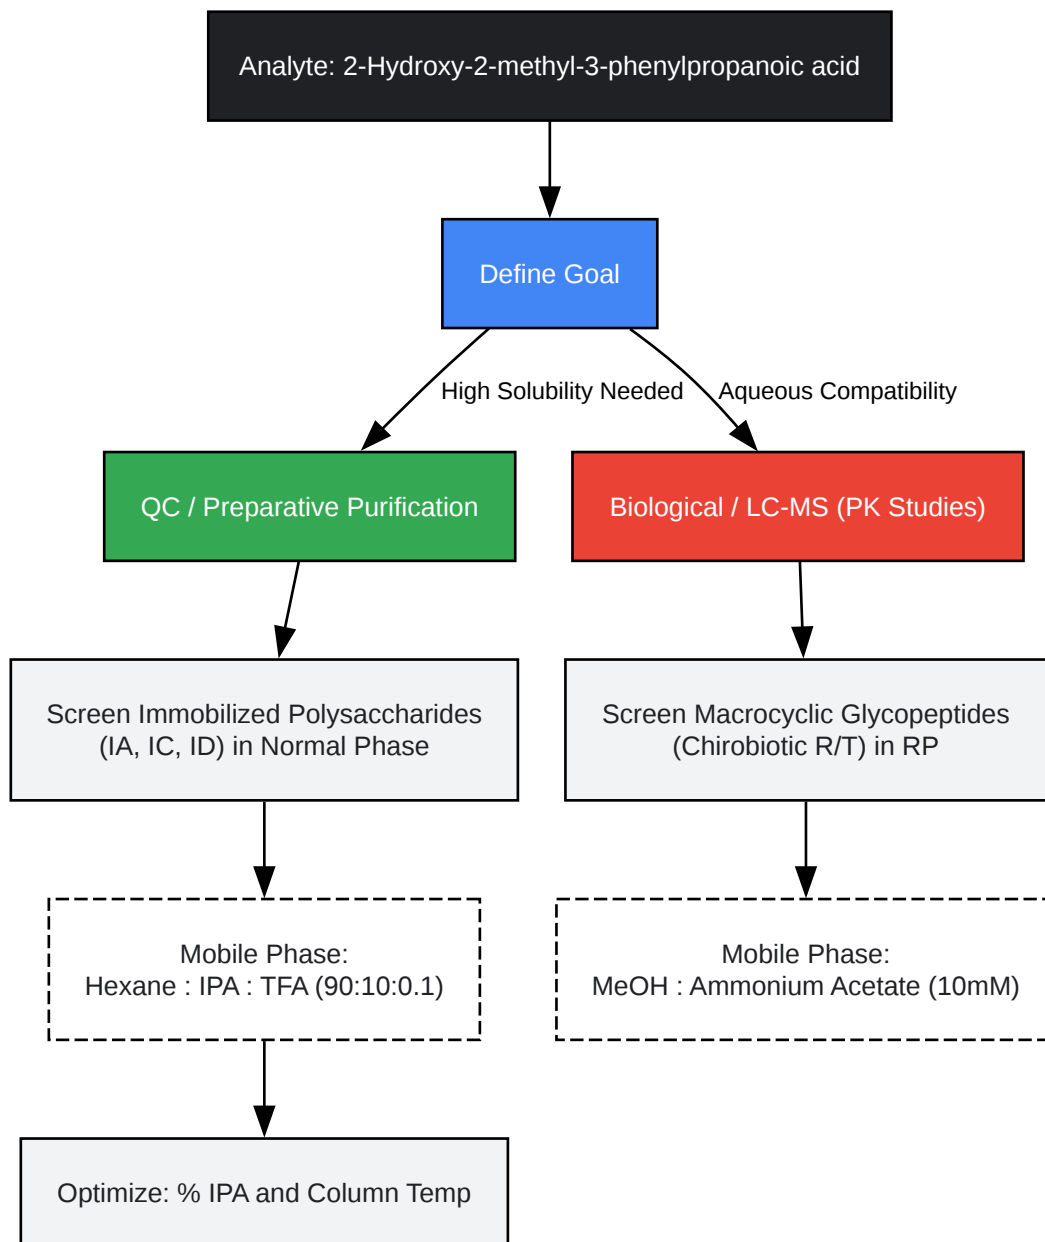 Analyte: 2-Hydroxy-2-methyl-3-phenylpropanoic acid
Define Goal
High Solubility Needed
Aqueous Compatibility
QC / Preparative Purification
Biological / LC-MS (PK Studies)
Screen Immobilized Polysaccharides
(IA, IC, ID) in Normal Phase
Screen Macrocyclic Glycopeptides
(Chirobiotic R/T) in RP
Mobile Phase:
Hexane : IPA : TFA (90:10:0.1)
Mobile Phase:
MeOH : Ammonium Acetate (10mM)
Optimize: % IPA and Column Temp